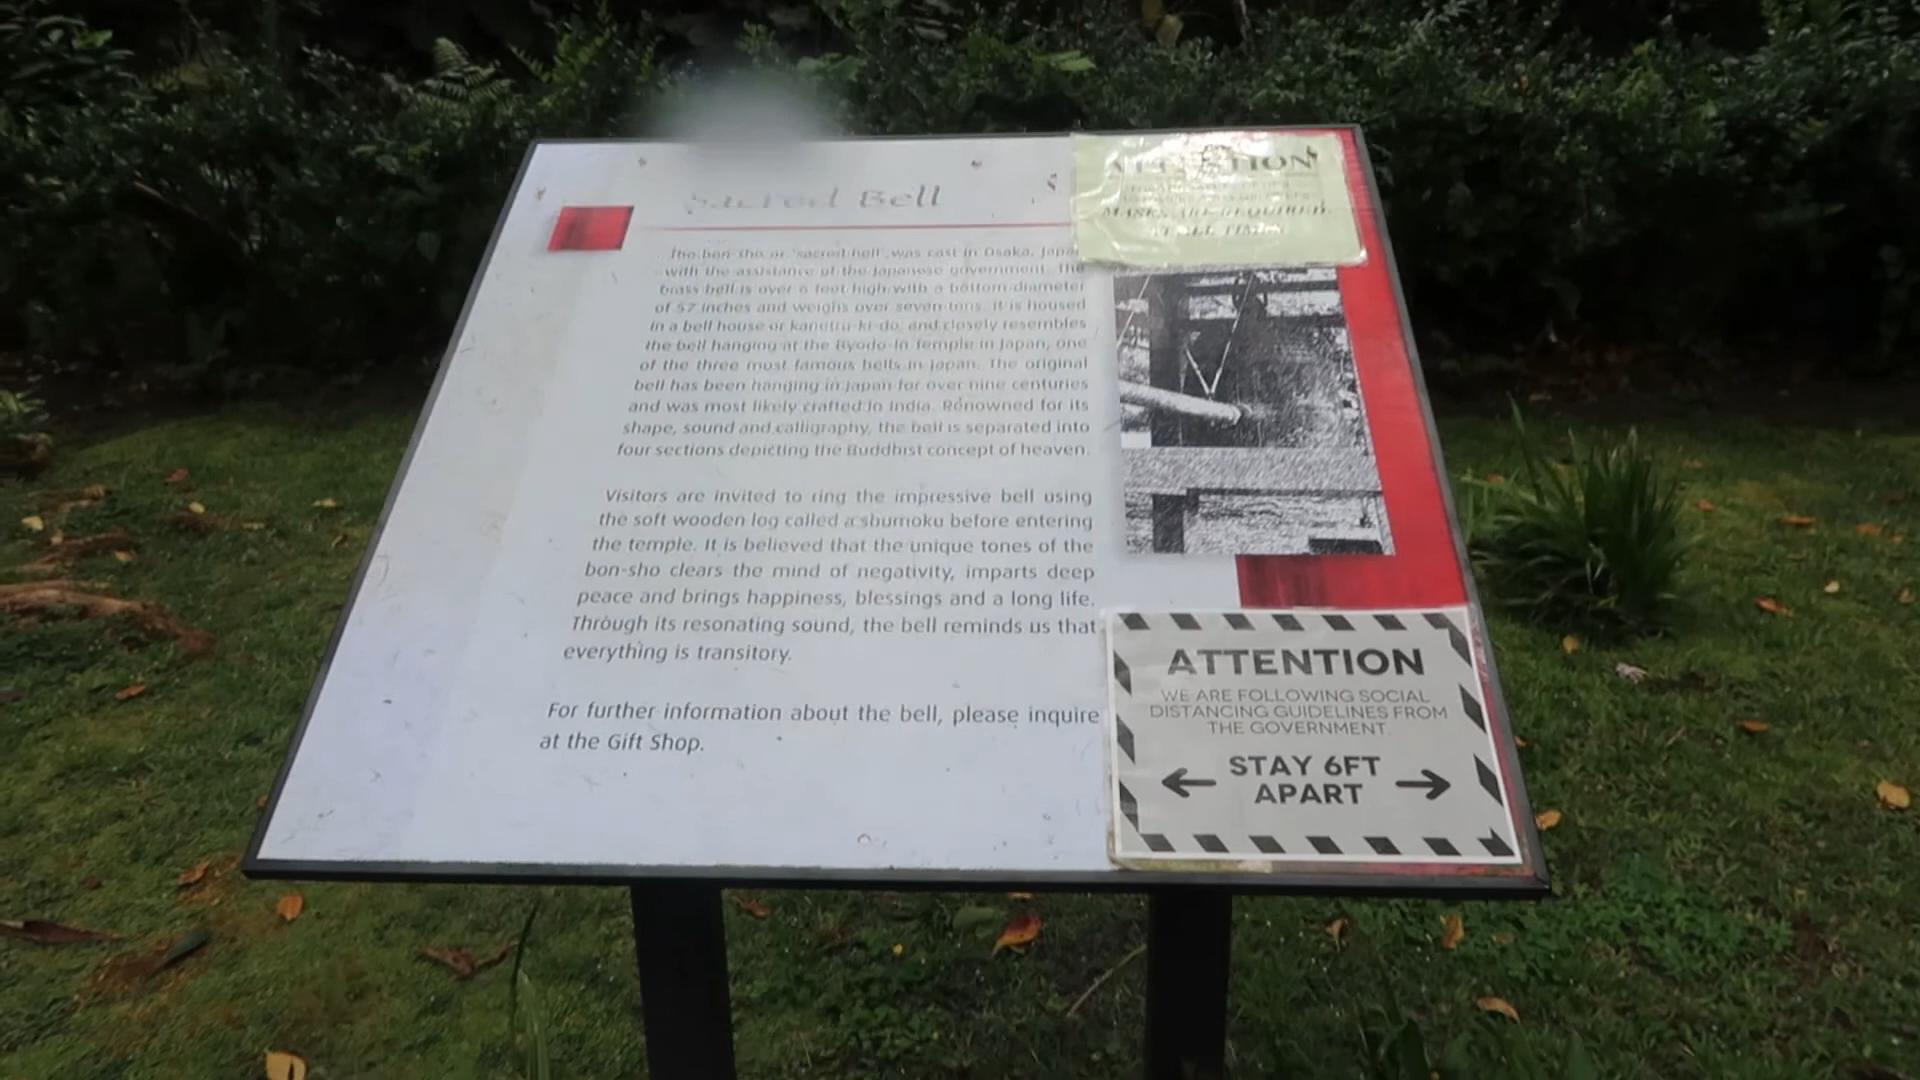 Sacred Bell
The bon-sho or "sacred bell" was cast in Osaka, Japan
with the assistance of the Japanese government. The
brass bell is over 6 feet high with a bottom diameter
of 57 inches and weighs over seven tons. It is housed
in a bell house or kanetsu-ki-do, and closely resembles
the bell hanging at the Byodo-In Temple in Japan, one
of the three most famous bells in Japan. The original
bell has been hanging in Japan for over nine centuries
and was most likely crafted in India. Renowned for its
shape, sound and calligraphy, the bell is separated into
four sections depicting the Buddhist concept of heaven.
Visitors are invited to ring the impressive bell using
the soft wooden log called a shumoku before entering
the temple. It is believed that the unique tones of the
bon-sho clears the mind of negativity, imparts deep
peace and brings happiness, blessings and a long life.
Through its resonating sound, the bell reminds us that
everything is transitory.
For further information about the bell, please inquire
at the Gift Shop.
ATTENTION
MASKS ARE REQUIRED
AT ALL TIMES
ATTENTION
WE ARE FOLLOWING SOCIAL
DISTANCING GUIDELINES FROM
THE GOVERNMENT.
STAY 6FT
APART